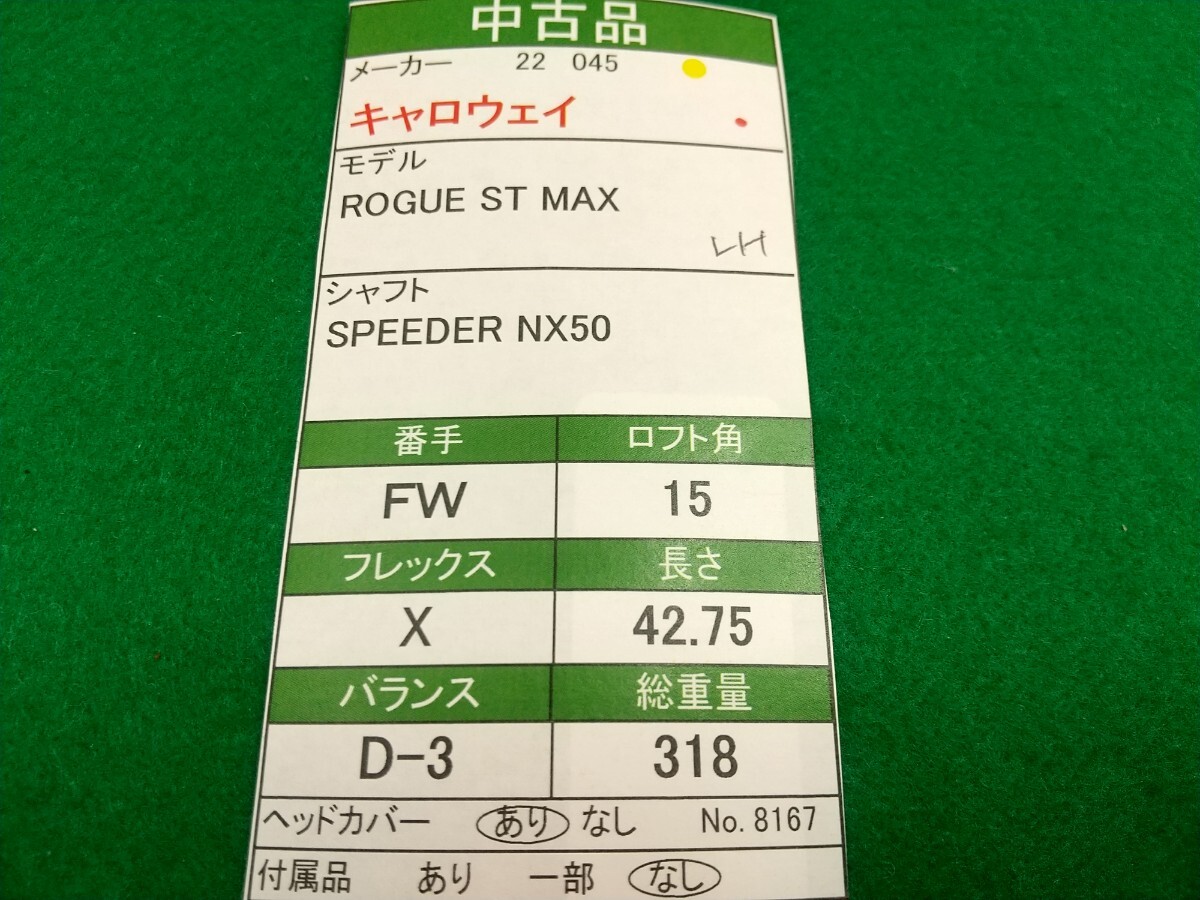 中古品
メーカー 22 045
キャロウェイ
モデル
ROGUE ST MAX
LH
シャフト
SPEEDER NX50
番手 ロフト角
FW 15
フレックス 長さ
X 42.75
バランス 総重量
D-3 318
ヘッドカバー あり なし No. 8167
付属品 あり 一部 なし